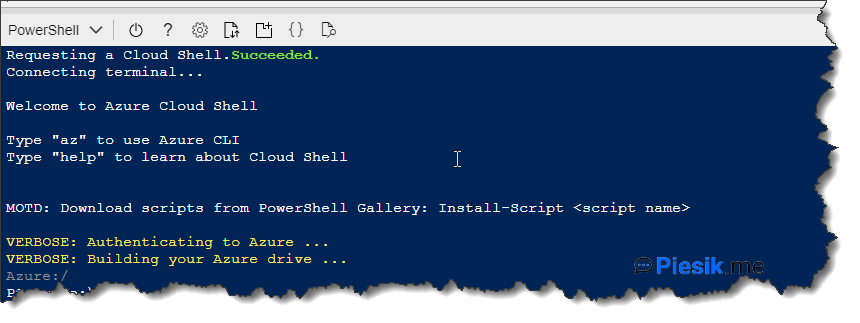 PowerShell
Requesting a Cloud Shell.Succeeded.
Connecting terminal...
Welcome to Azure Cloud Shell
Type "az" to use Azure CLI
Type "help" to learn about Cloud Shell
MOTD: Download scripts from PowerShell Gallery: Install-Script <script name>
VERBOSE: Authenticating to Azure ...
VERBOSE: Building your Azure drive ...
Azure:/
Piesik.me